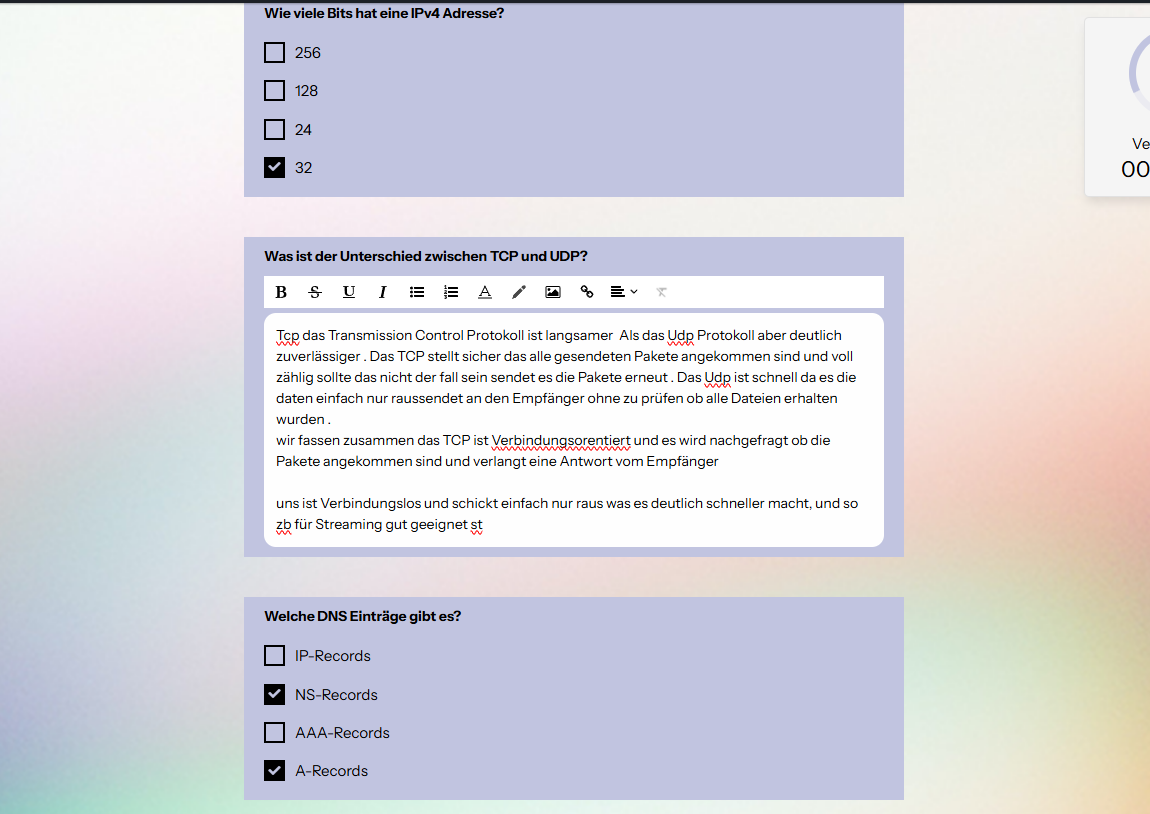 Wie viele Bits hat eine IPv4 Adresse?
256
128
24
32
Ve
00
Was ist der Unterschied zwischen TCP und UDP?
B S U I A
Tcp das Transmission Control Protokoll ist langsamer  Als das Udp Protokoll aber deutlich
zuverlässiger . Das TCP stellt sicher das alle gesendeten Pakete angekommen sind und voll
zählig sollte das nicht der fall sein sendet es die Pakete erneut . Das Udp ist schnell da es die
daten einfach nur raussendet an den Empfänger ohne zu prüfen ob alle Dateien erhalten
wurden .
wir fassen zusammen das TCP ist Verbindungsorentiert und es wird nachgefragt ob die
Pakete angekommen sind und verlangt eine Antwort vom Empfänger
uns ist Verbindungslos und schickt einfach nur raus was es deutlich schneller macht, und so
zb für Streaming gut geeignet st
Welche DNS Einträge gibt es?
IP-Records
NS-Records
AAA-Records
A-Records